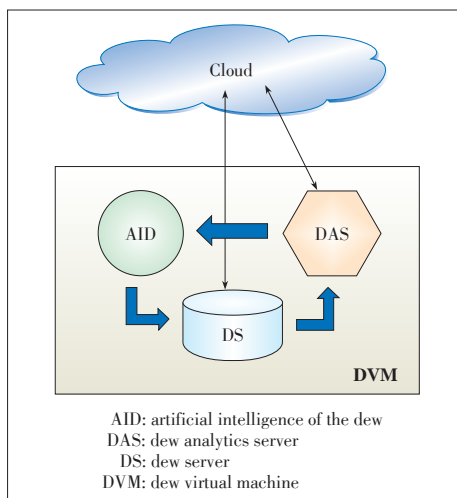 Cloud
AID
DAS
DS
DVM
AID: artificial intelligence of the dew
DAS: dew analytics server
DS: dew server
DVM: dew virtual machine